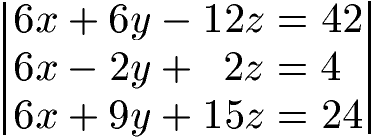 6x + 6y − 12z = 42
6x − 2y + 2z = 4
6x + 9y + 15z = 24